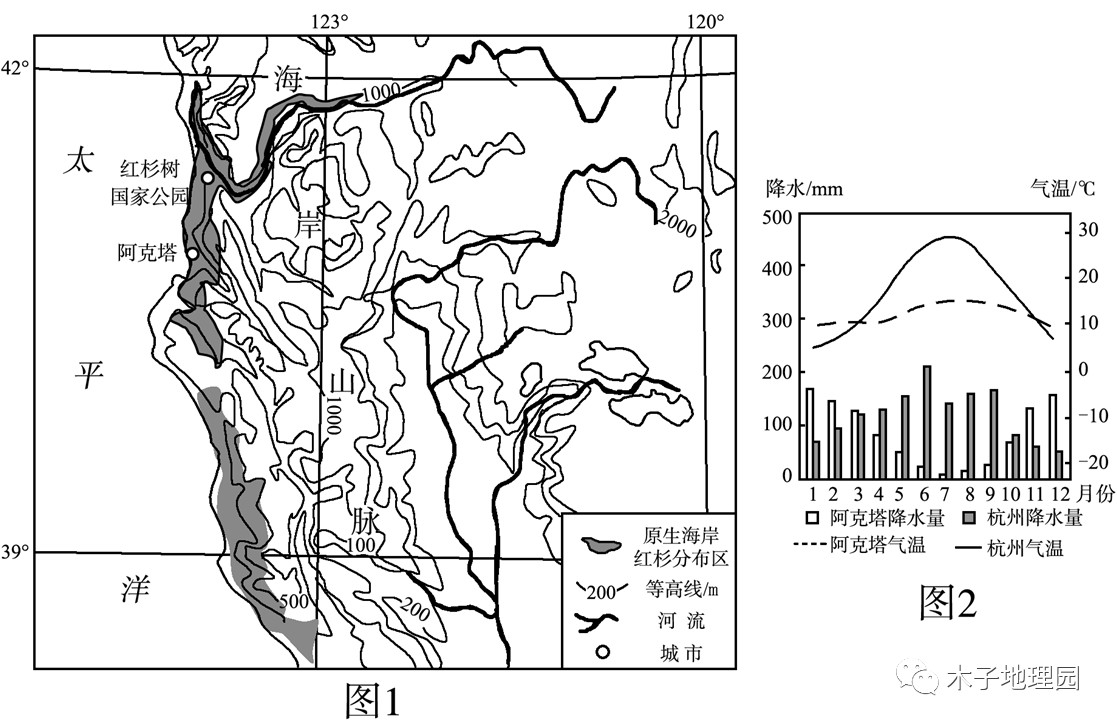 123°
120°
42°
海
1000
太
红杉树
国家公园
岸
2000
阿克塔
平
山
1000
脉
100
39°
洋
500
200
原生海岸
红杉分布区
200 等高线/m
河 流
城 市
图1
降水/mm
气温/℃
500
400
300
200
100
0
30
20
10
0
-10
-20
1 2 3 4 5 6 7 8 9 10 11 12 月份
阿克塔降水量 杭州降水量
阿克塔气温 杭州气温
图2
木子地理园